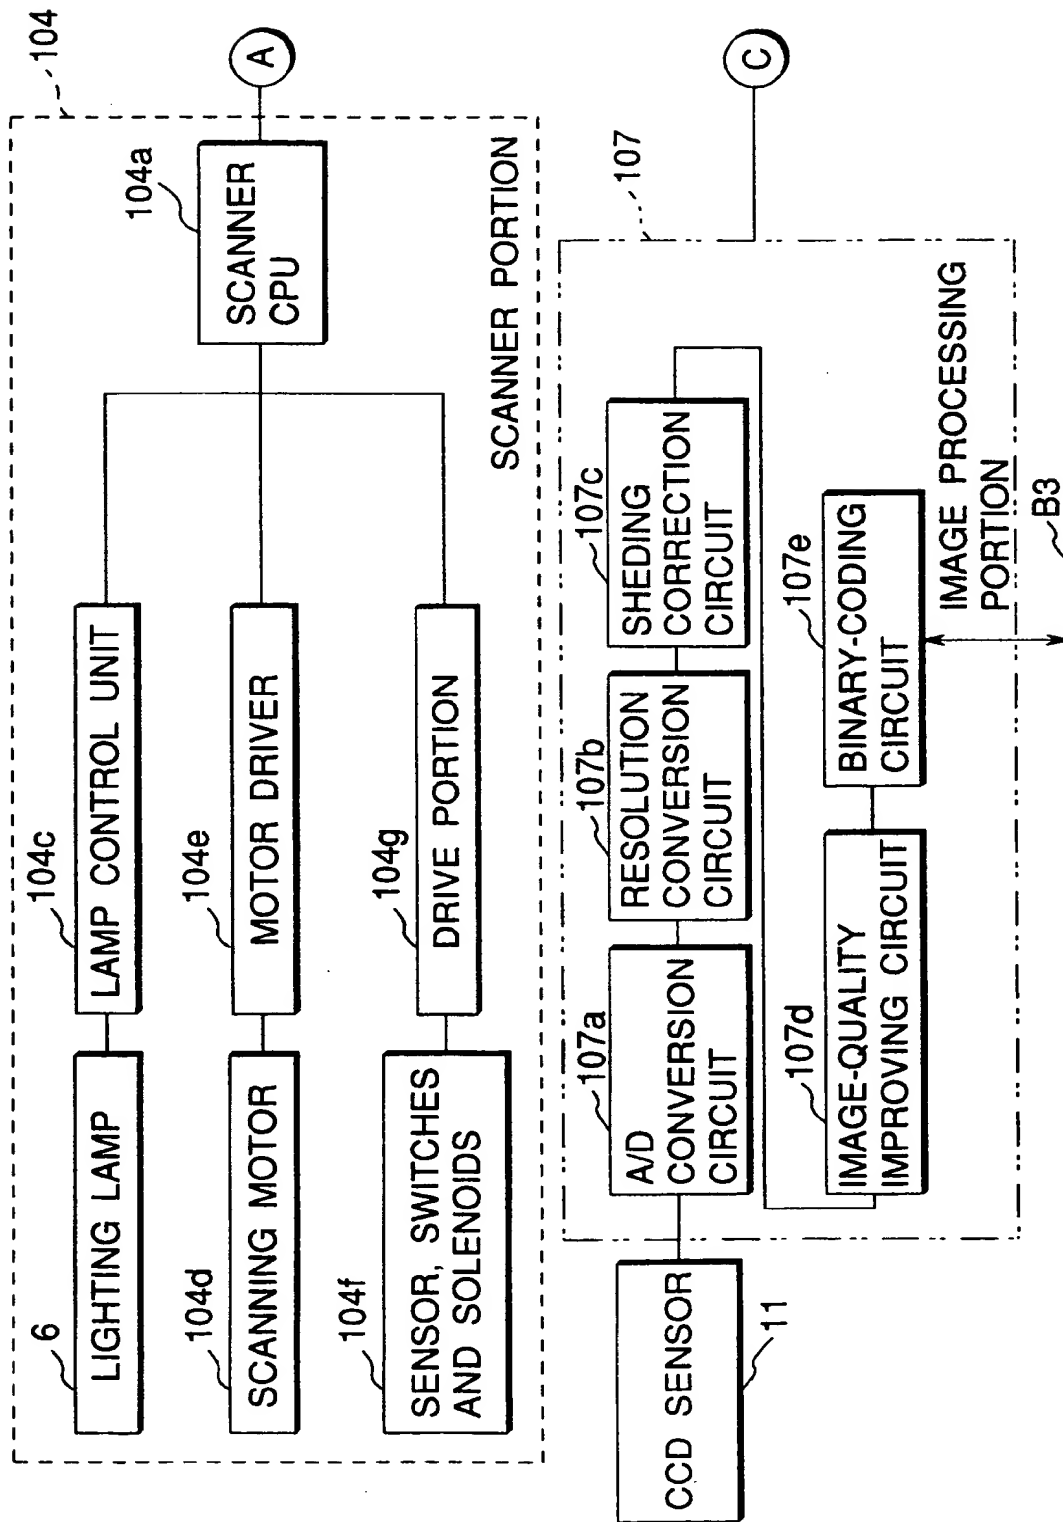 104
A
104a
SCANNER
CPU
SCANNER PORTION
104c
LAMP CONTROL UNIT
6
LIGHTING LAMP
104e
MOTOR DRIVER
104d
SCANNING MOTOR
104g
DRIVE PORTION
104f
SENSOR, SWITCHES
AND SOLENOIDS
C
107
107a
A/D
CONVERSION
CIRCUIT
107b
RESOLUTION
CONVERSION
CIRCUIT
107c
SHEDING
CORRECTION
CIRCUIT
107d
IMAGE-QUALITY
IMPROVING CIRCUIT
107e
BINARY-CODING
CIRCUIT
IMAGE PROCESSING
PORTION
B3
CCD SENSOR
11